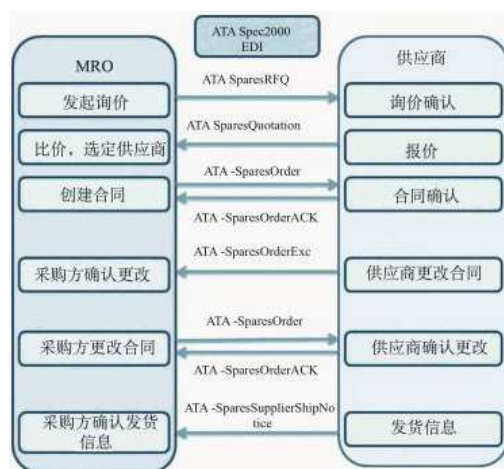 ATA Spec2000
EDI
MRO
供应商
ATA SparesRFQ
发起询价
询价确认
ATA SparesQuotation
比价，选定供应商
报价
ATA -SparesOrder
创建合同
合同确认
ATA -SparesOrderACK
ATA -SparesOrderExc
采购方确认更改
供应商更改合同
ATA -SparesOrder
采购方更改合同
供应商确认更改
ATA -SparesOrderACK
ATA -SparesSupplierShipNo
tice
采购方确认发货
信息
发货信息